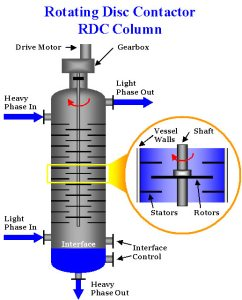 Rotating Disc Contactor
RDC Column
Drive Motor
Gearbox
Heavy
Phase In
Light
Phase Out
Vessel
Walls
Shaft
Stators
Rotors
Light
Phase In
Interface
Interface
Control
Heavy
Phase Out